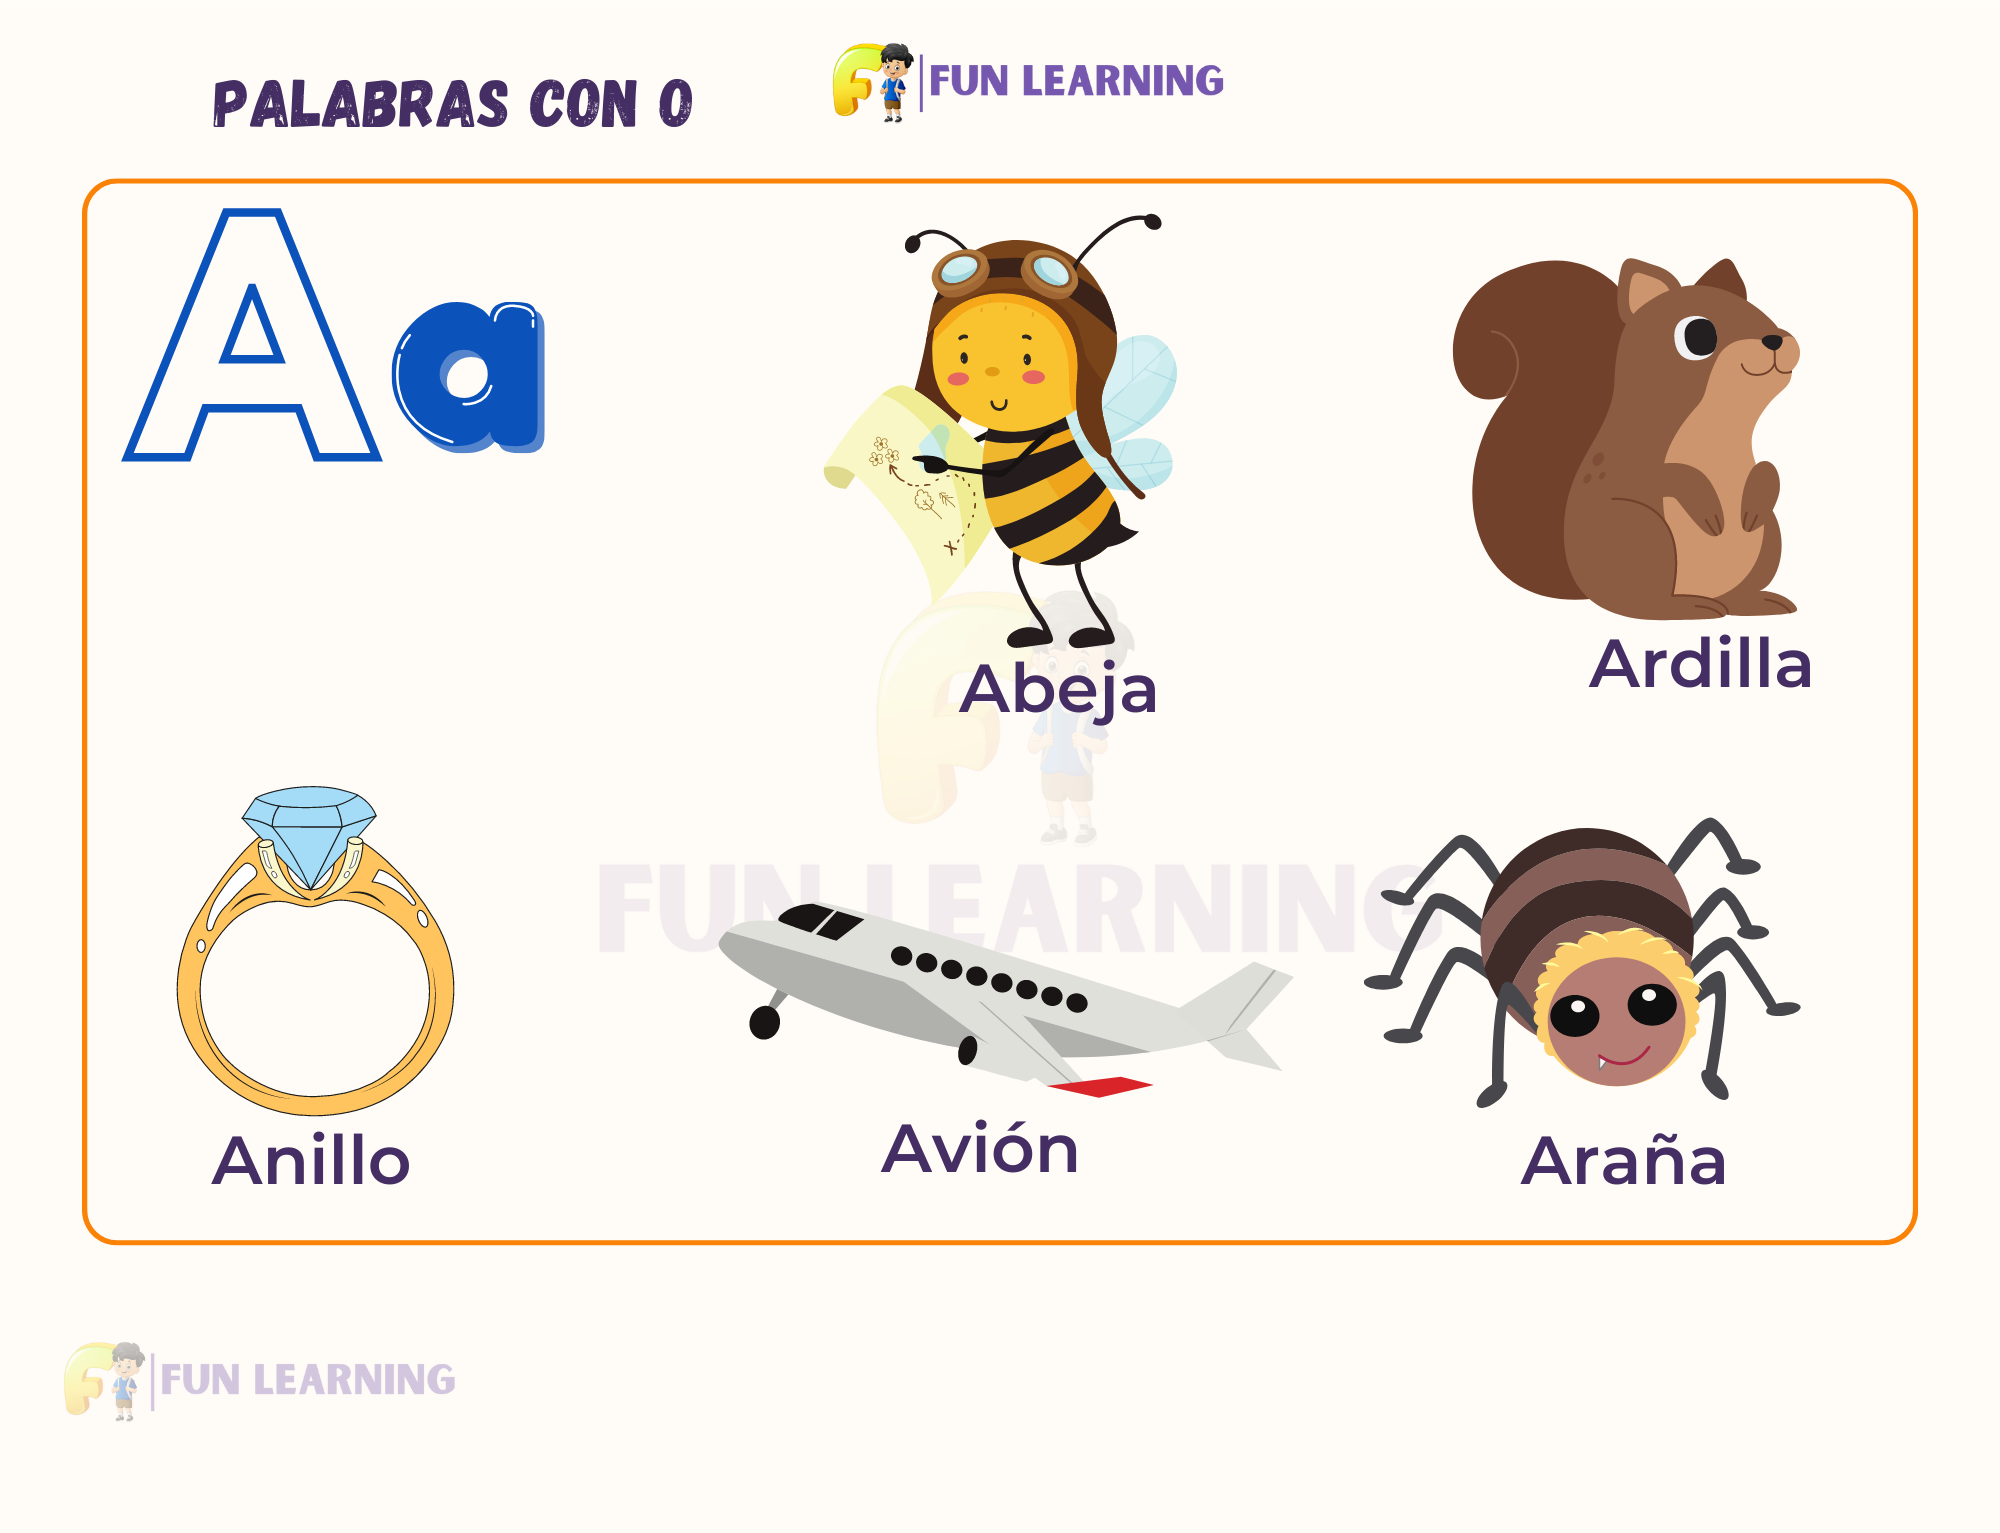 PALABRAS CON O
F FUN LEARNING
A a
Abeja
Ardilla
F
FUN LEARNING
Anillo
Avión
Araña
F FUN LEARNING